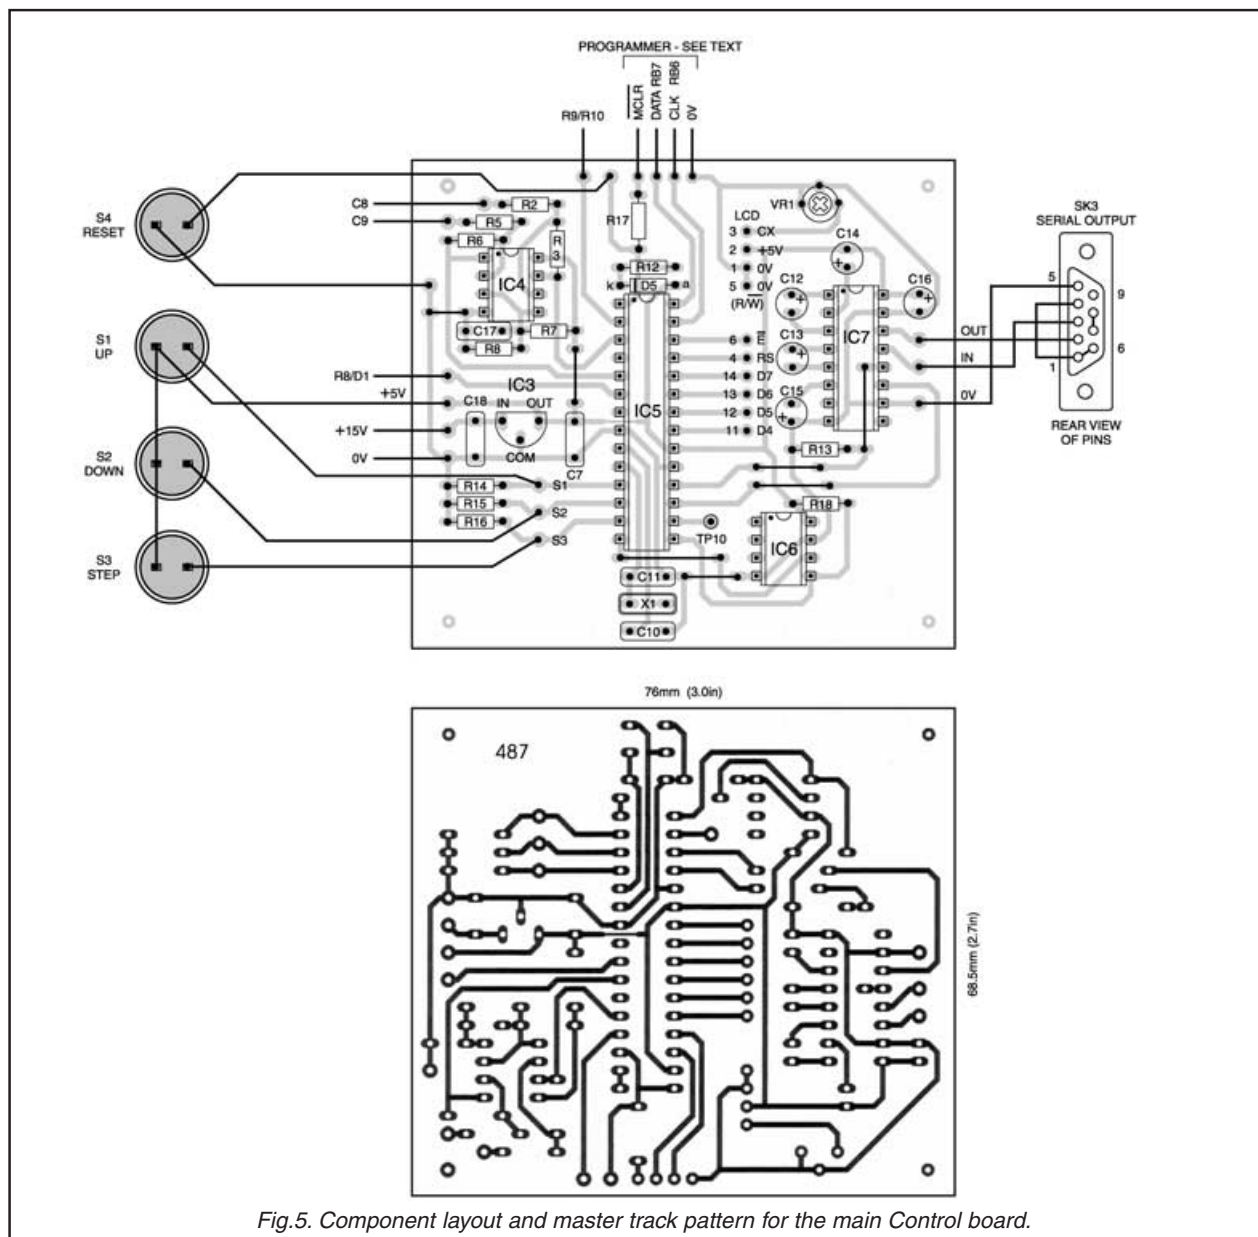 PROGRAMMER - SEE TEXT
R9/R10
MCLR
DATA RB7
CLK RB6
0V
S4
RESET
C8
C9
R2
R5
R6
R
3
IC4
C17
R7
R8
R17
R12
k
D5
a
VR1
LCD
3 CX
2 +5V
1 0V
5 0V
(R/W)
C14
C12
C16
IC7
C13
C15
6 E
4 RS
14 D7
13 D6
12 D5
11 D4
SK3
SERIAL OUTPUT
5
9
6
1
OUT
IN
0V
REAR VIEW
OF PINS
S1
UP
R8/D1
+5V
+15V
0V
IC3
C18
IN OUT
COM
C7
IC5
R13
S2
DOWN
R14
R15
R16
S1
S2
S3
R18
TP10
IC6
S3
STEP
C11
X1
C10
76mm (3.0in)
487
68.5mm (2.7in)
Fig.5. Component layout and master track pattern for the main Control board.